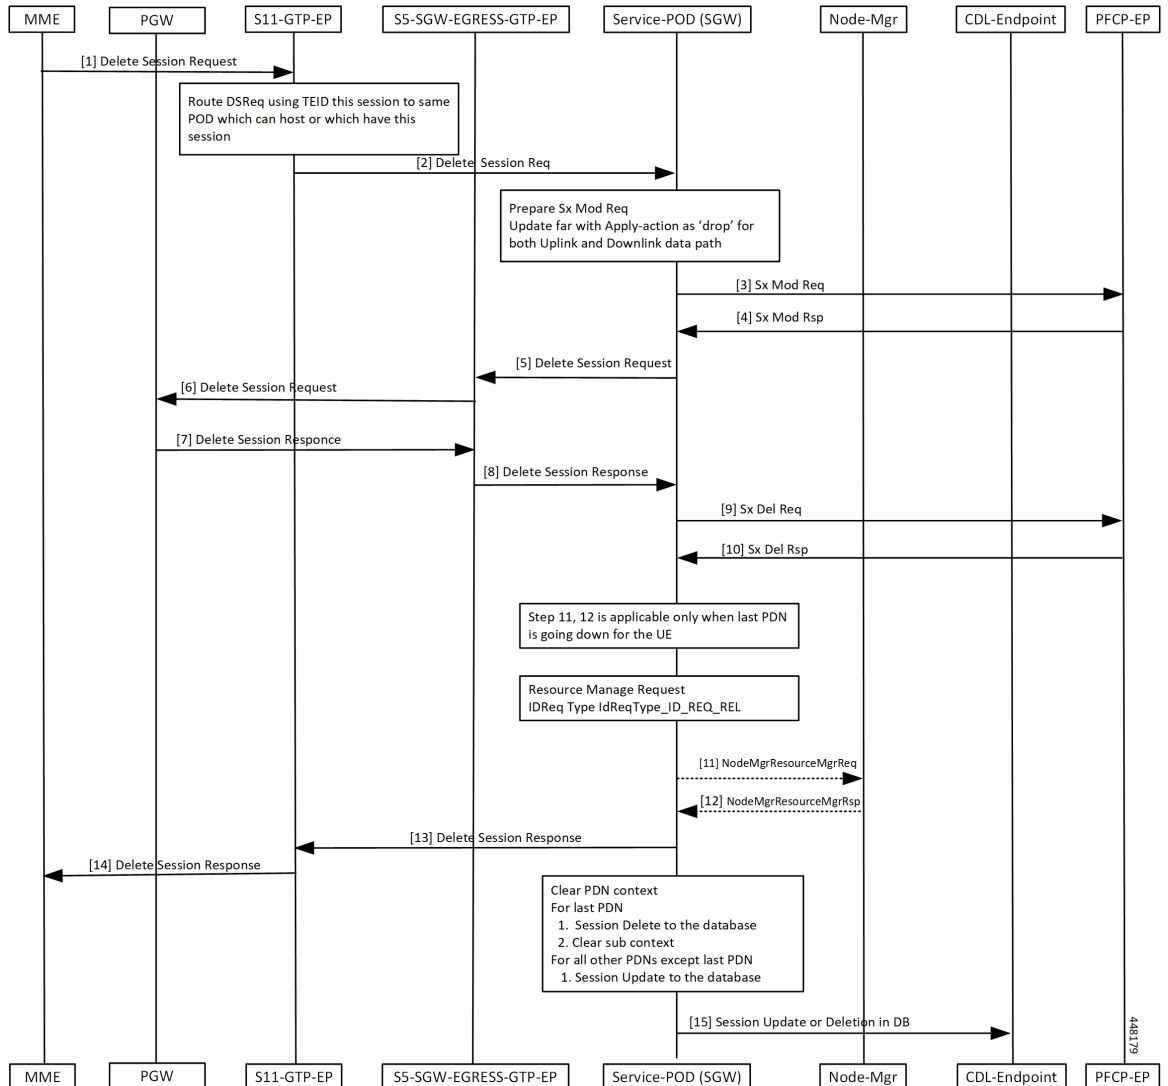 MME
PGW
S11-GTP-EP
S5-SGW-EGRESS-GTP-EP
Service-POD (SGW)
Node-Mgr
CDL-Endpoint
PFCP-EP
[1] Delete Session Request
Route DSReq using TEID this session to same
POD which can host or which have this
session
[2] Delete Session Req
Prepare Sx Mod Req
Update far with Apply-action as ‘drop’ for
both Uplink and Downlink data path
[3] Sx Mod Req
[4] Sx Mod Rsp
[5] Delete Session Request
[6] Delete Session Request
[7] Delete Session Responce
[8] Delete Session Response
[9] Sx Del Req
[10] Sx Del Rsp
Step 11, 12 is applicable only when last PDN
is going down for the UE
Resource Manage Request
IDReq Type IdReqType_ID_REQ_REL
[11] NodeMgrResourceMgrReq
[12] NodeMgrResourceMgrRsp
[13] Delete Session Response
[14] Delete Session Response
Clear PDN context
For last PDN
1. Session Delete to the database
2. Clear sub context
For all other PDNs except last PDN
1. Session Update to the database
[15] Session Update or Deletion in DB
448179
MME
PGW
S11-GTP-EP
S5-SGW-EGRESS-GTP-EP
Service-POD (SGW)
Node-Mgr
CDL-Endpoint
PFCP-EP